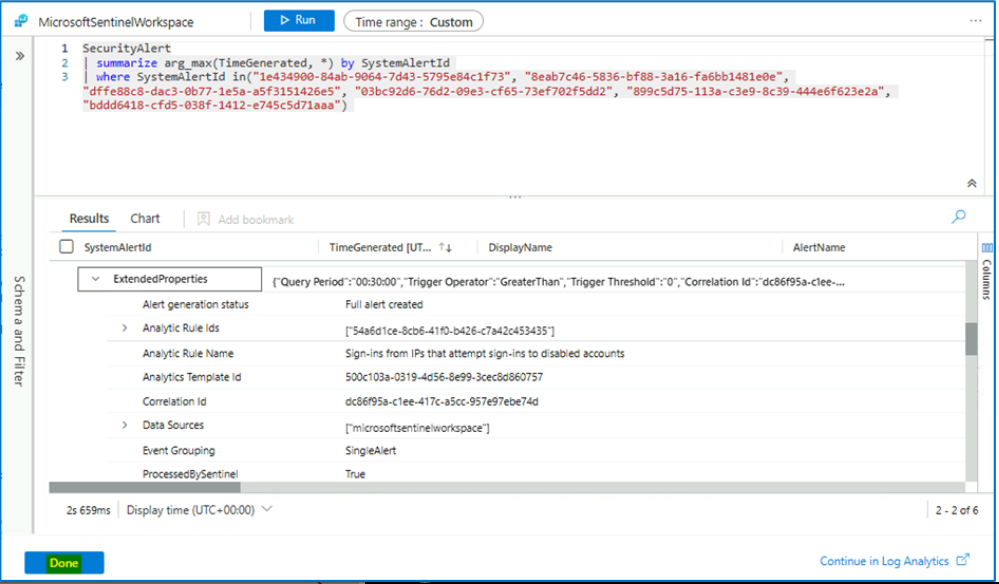 MicrosoftSentinelWorkspace
Run
Time range : Custom
1 SecurityAlert
2 | summarize arg_max(TimeGenerated, *) by SystemAlertId
3 | where SystemAlertId in("1e434900-84ab-9064-7d43-5795e84c1f73", "8eab7c46-5836-bf88-3a16-fa6bb1481e0e",
"dffe88c8-dac3-0b77-1e5a-a5f3151426e5", "03bc92d6-76d2-09e3-cf65-73ef702f5dd2", "899c5d75-113a-c3e9-8c39-444e6f623e2a",
"bddd6418-cfd5-038f-1412-e745c5d71aaa")
Schema and Filter
Results Chart Add bookmark
SystemAlertId TimeGenerated [UT... DisplayName AlertName
Columns
ExtendedProperties {"Query Period":"00:30:00","Trigger Operator":"GreaterThan","Trigger Threshold":"0","Correlation Id":"dc86f95a-c1ee-...
Alert generation status Full alert created
Analytic Rule Ids ["54a6d1ce-8cb6-41f0-b426-c7a42c453435"]
Analytic Rule Name Sign-ins from IPs that attempt sign-ins to disabled accounts
Analytics Template Id 500c103a-0319-4d56-8e99-3cec8d860757
Correlation Id dc86f95a-c1ee-417c-a5cc-957e97ebe74d
Data Sources ["microsoftsentinelworkspace"]
Event Grouping SingleAlert
ProcessedBySentinel True
2s 659ms Display time (UTC+00:00) 2 - 2 of 6
Done Continue in Log Analytics